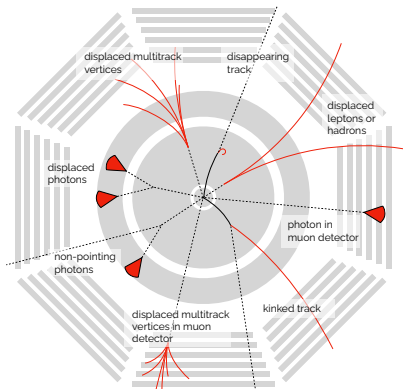 displaced multitrack
vertices
disappearing
track
displaced
leptons or
hadrons
displaced
photons
photon in
muon detector
non-pointing
photons
displaced multitrack
vertices in muon
detector
kinked track